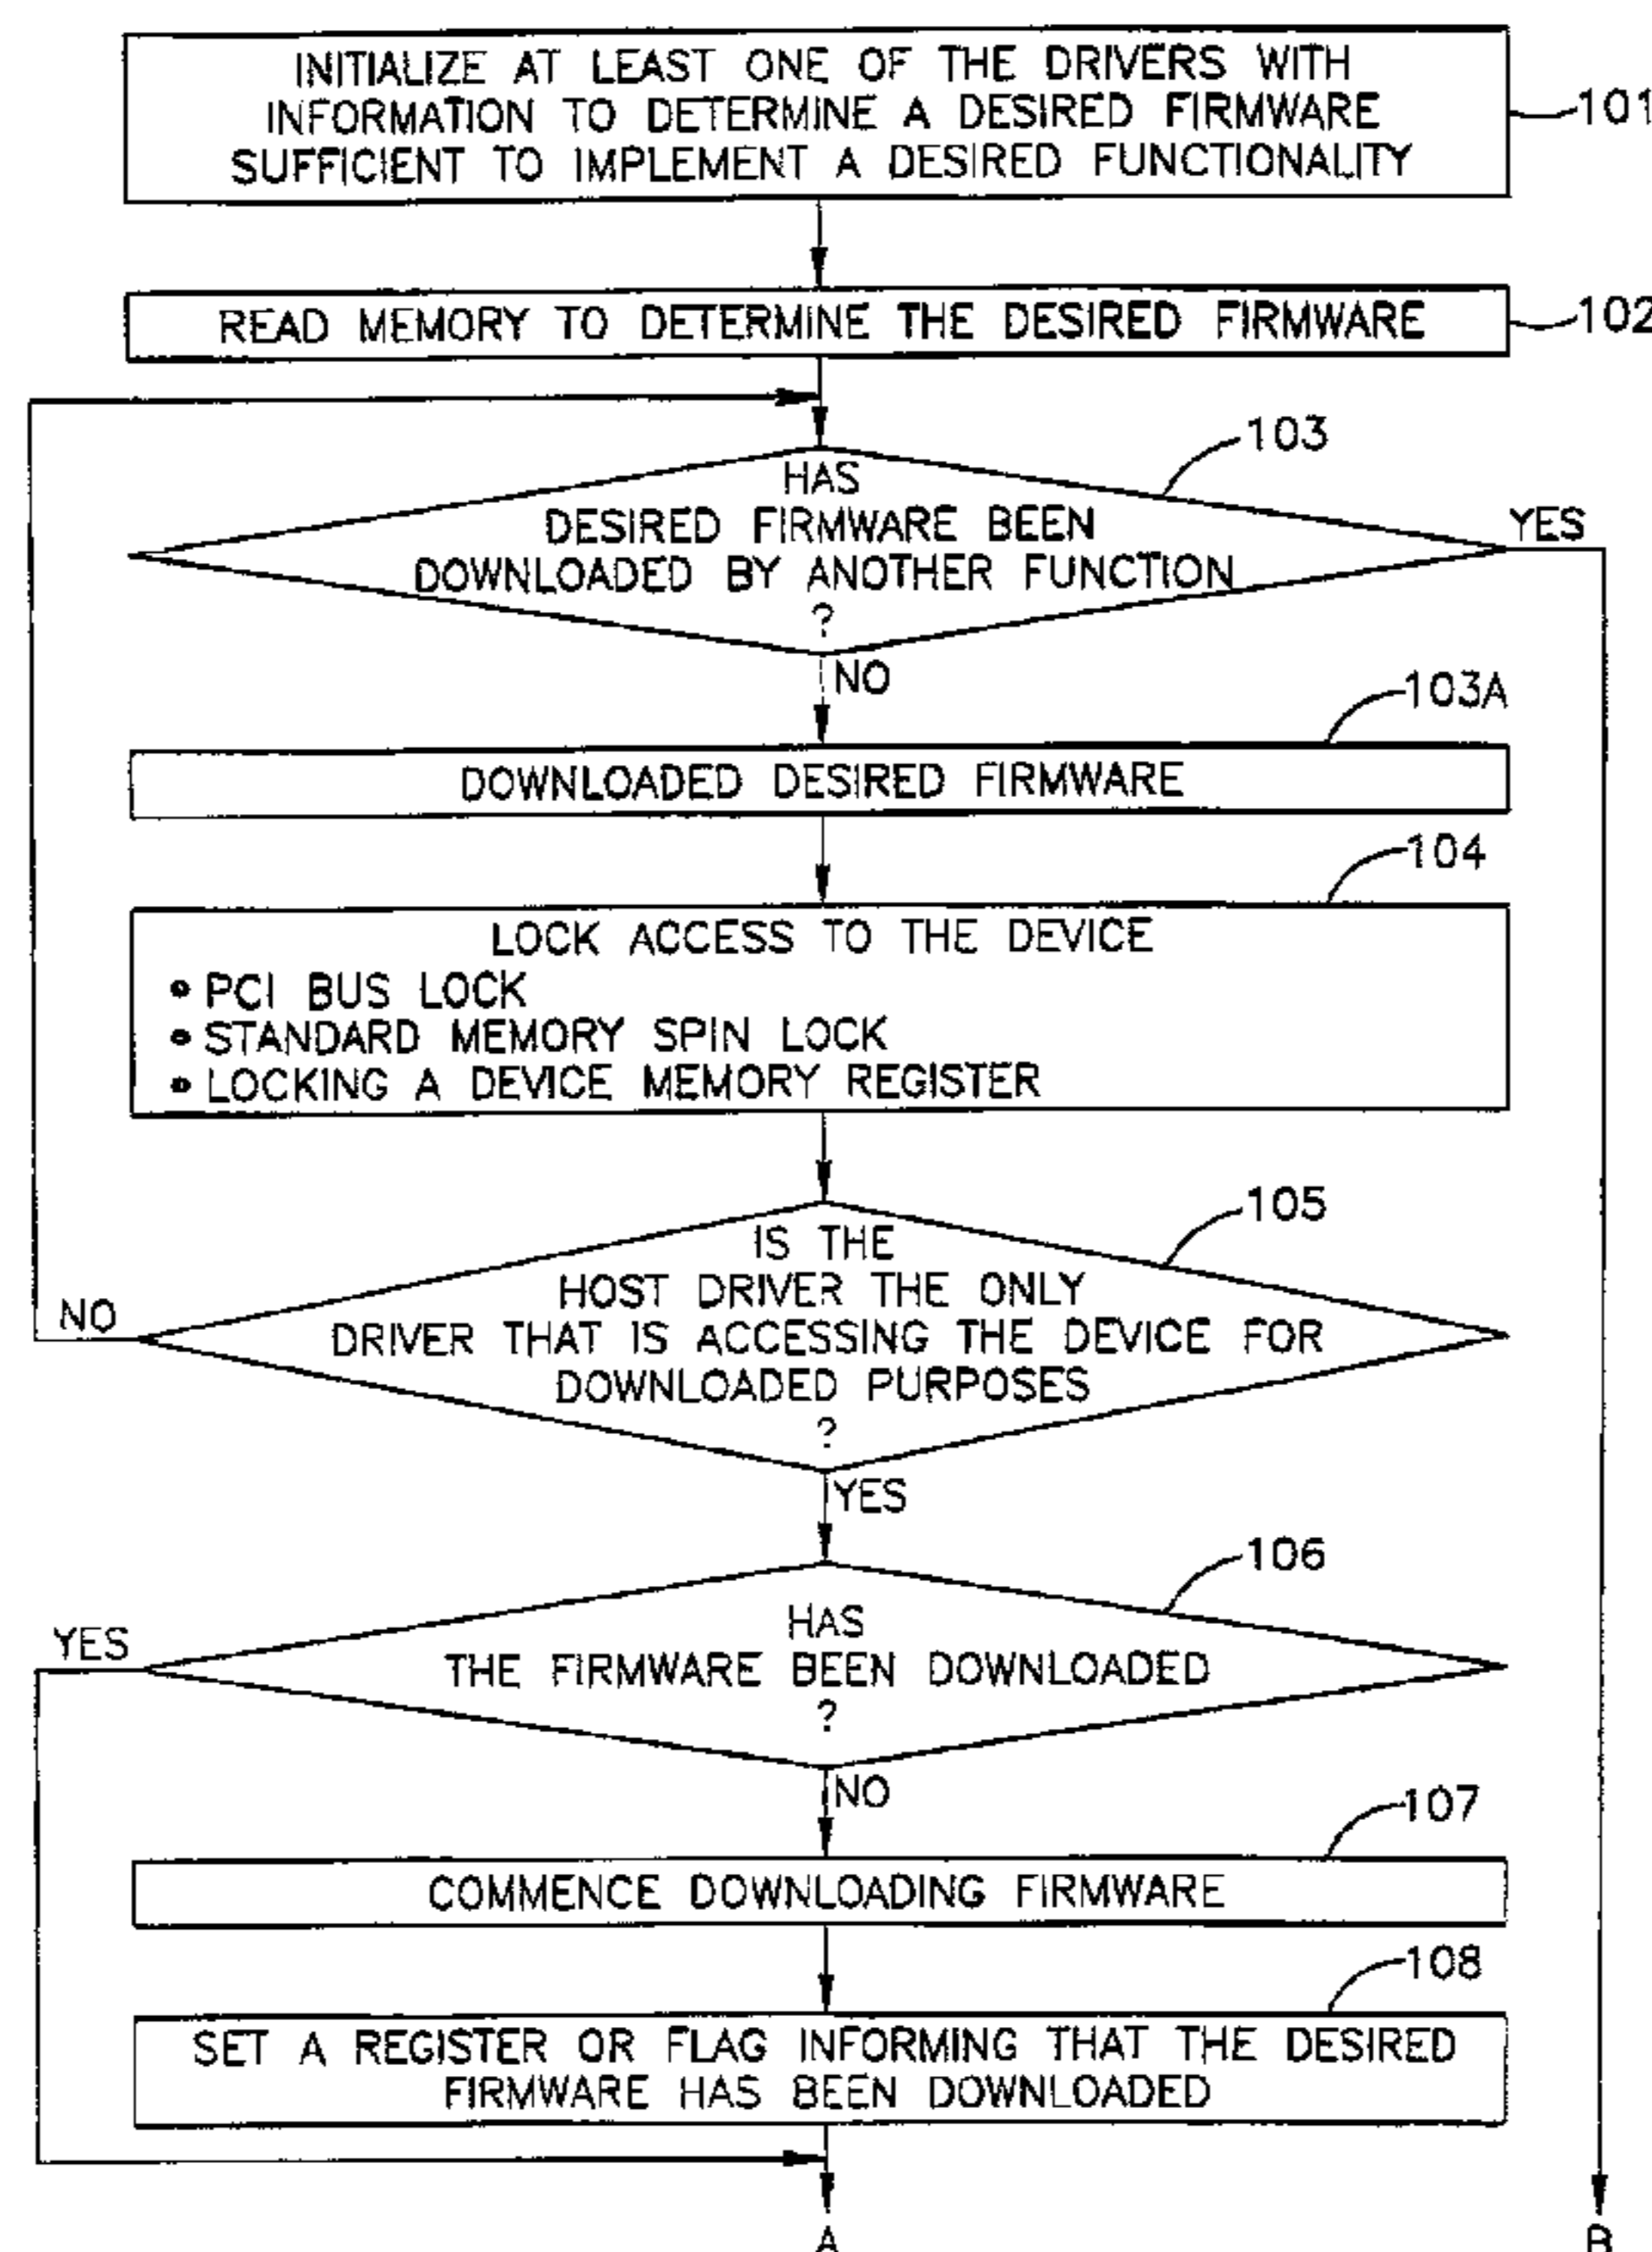 INITIALIZE AT LEAST ONE OF THE DRIVERS WITH
INFORMATION TO DETERMINE A DESIRED FIRMWARE
SUFFICIENT TO IMPLEMENT A DESIRED FUNCTIONALITY
101
READ MEMORY TO DETERMINE THE DESIRED FIRMWARE
102
103
HAS
DESIRED FIRMWARE BEEN
DOWNLOADED BY ANOTHER FUNCTION
?
YES
NO
103A
DOWNLOADED DESIRED FIRMWARE
104
LOCK ACCESS TO THE DEVICE
• PCI BUS LOCK
• STANDARD MEMORY SPIN LOCK
• LOCKING A DEVICE MEMORY REGISTER
105
IS THE
HOST DRIVER THE ONLY
DRIVER THAT IS ACCESSING THE DEVICE FOR
DOWNLOADED PURPOSES
?
NO
YES
106
HAS
THE FIRMWARE BEEN DOWNLOADED
?
YES
NO
107
COMMENCE DOWNLOADING FIRMWARE
108
SET A REGISTER OR FLAG INFORMING THAT THE DESIRED
FIRMWARE HAS BEEN DOWNLOADED
A
B